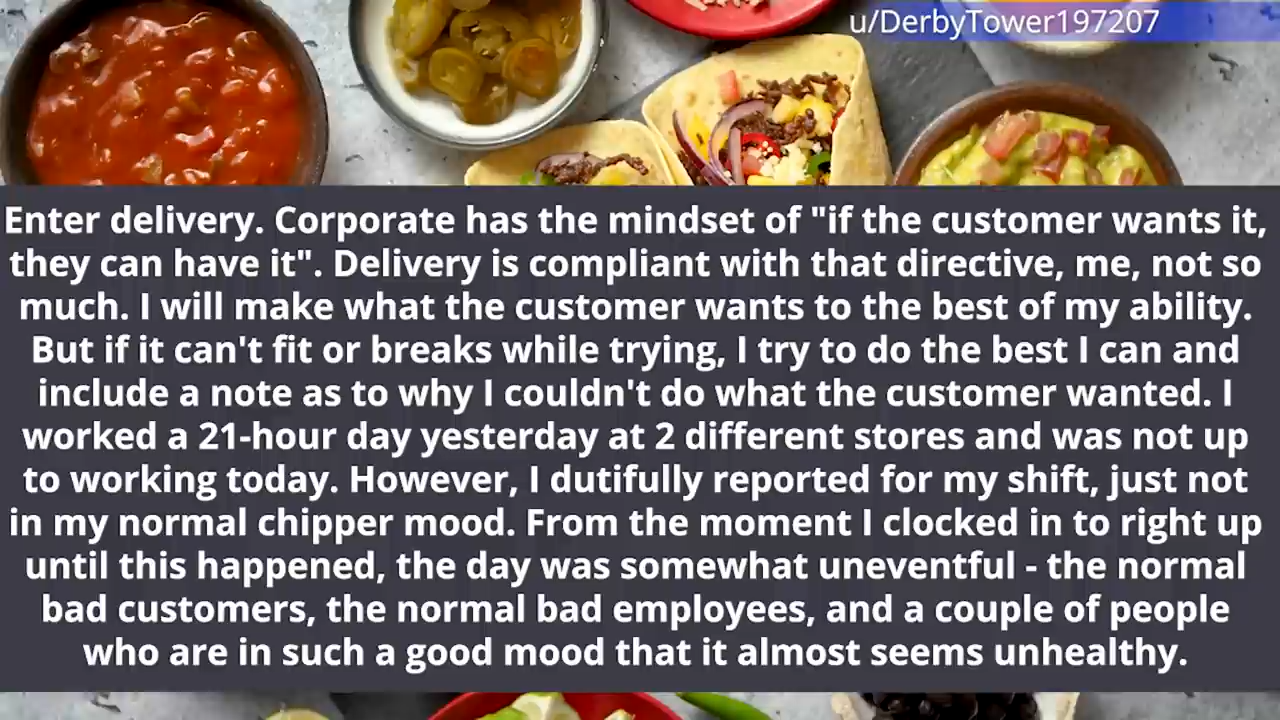 u/DerbyTower197207
Enter delivery. Corporate has the mindset of "if the customer wants it,
they can have it". Delivery is compliant with that directive, me, not so
much. I will make what the customer wants to the best of my ability.
But if it can't fit or breaks while trying, I try to do the best I can and
include a note as to why I couldn't do what the customer wanted. I
worked a 21-hour day yesterday at 2 different stores and was not up
to working today. However, I dutifully reported for my shift, just not
in my normal chipper mood. From the moment I clocked in to right up
until this happened, the day was somewhat uneventful - the normal
bad customers, the normal bad employees, and a couple of people
who are in such a good mood that it almost seems unhealthy.